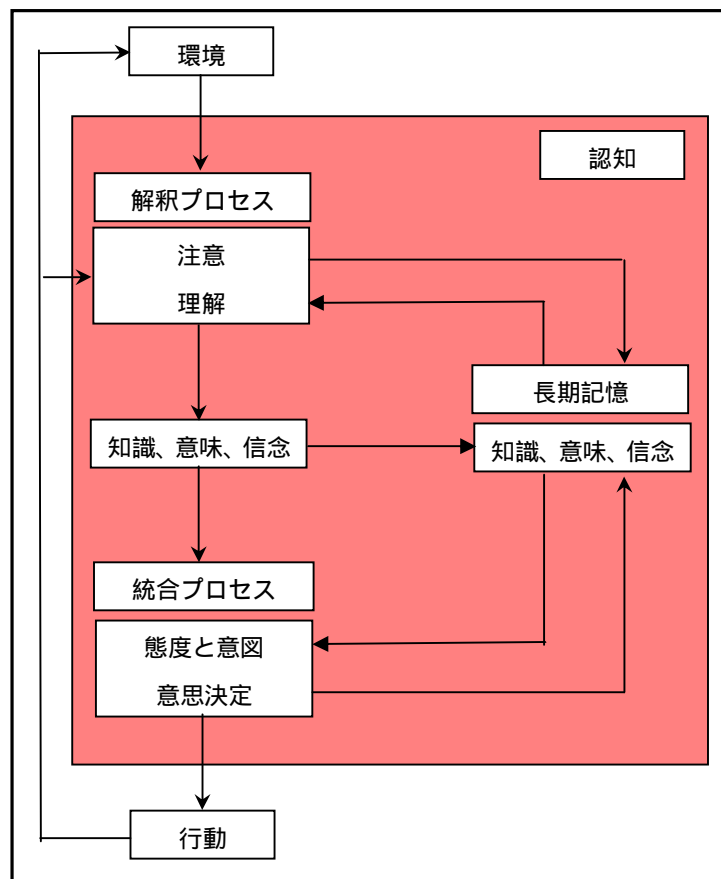 環境
認知
解釈プロセス
注意
理解
長期記憶
知識、意味、信念
知識、意味、信念
統合プロセス
態度と意図
意思決定
行動